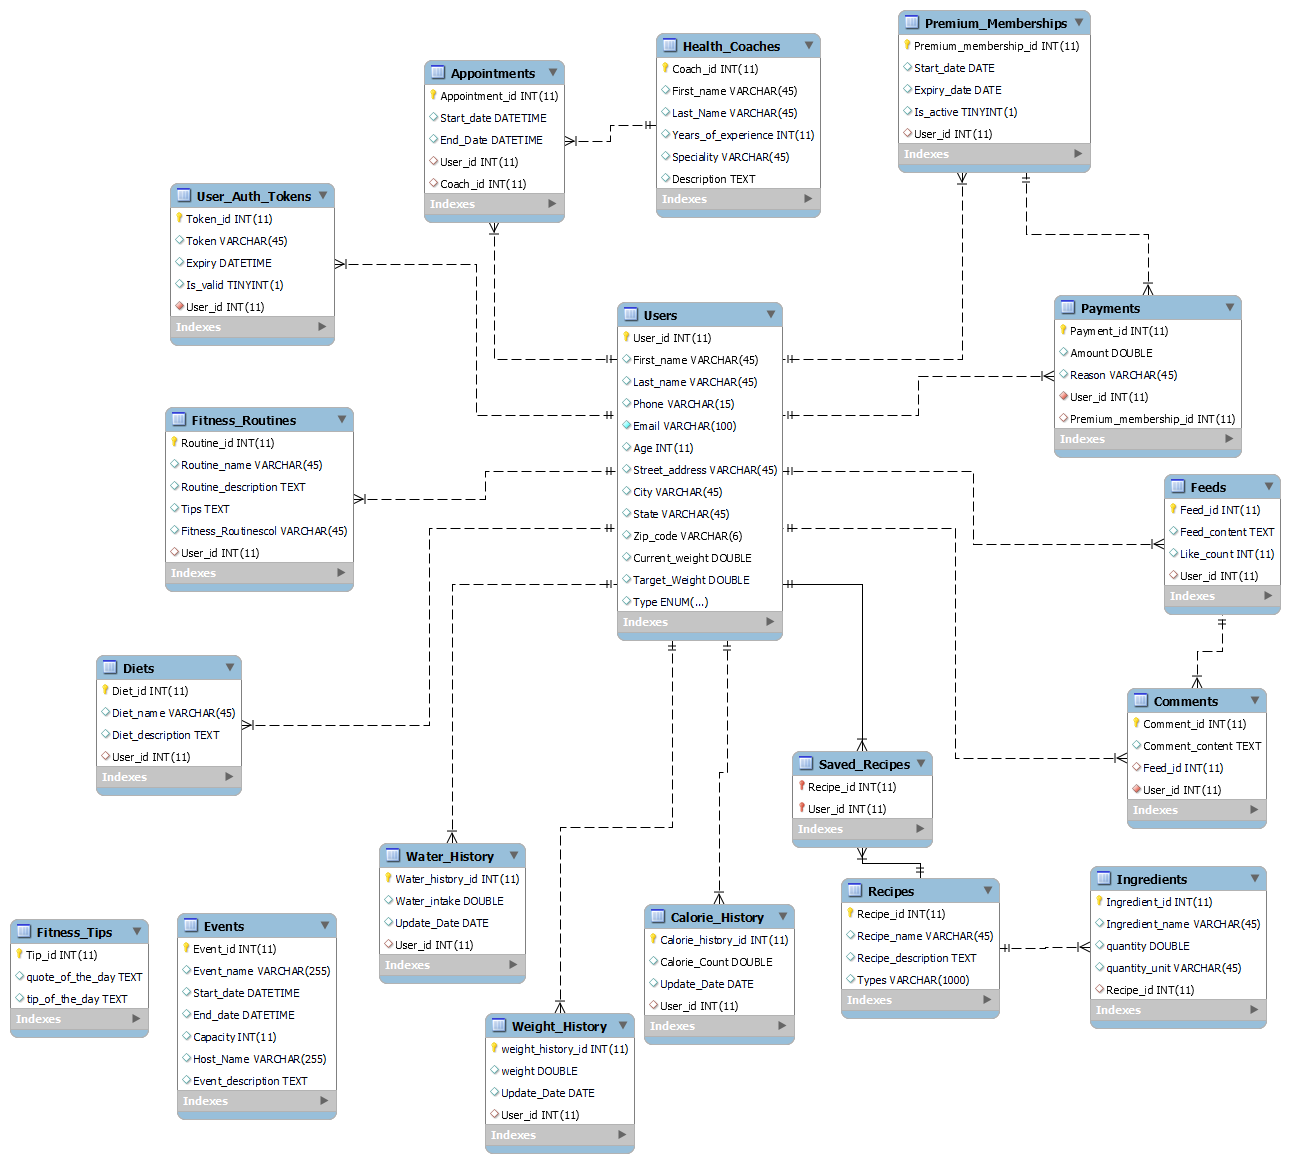 Premium_Memberships
Premium_membership_id INT(11)
Start_date DATE
Expiry_date DATE
Is_active TINYINT(1)
User_id INT(11)
Indexes
Health_Coaches
Coach_id INT(11)
First_name VARCHAR(45)
Last_Name VARCHAR(45)
Years_of_experience INT(11)
Speciality VARCHAR(45)
Description TEXT
Indexes
Appointments
Appointment_id INT(11)
Start_date DATETIME
End_Date DATETIME
User_id INT(11)
Coach_id INT(11)
Indexes
User_Auth_Tokens
Token_id INT(11)
Token VARCHAR(45)
Expiry DATETIME
Is_valid TINYINT(1)
User_id INT(11)
Indexes
Users
User_id INT(11)
First_name VARCHAR(45)
Last_name VARCHAR(45)
Phone VARCHAR(15)
Email VARCHAR(100)
Age INT(11)
Street_address VARCHAR(45)
City VARCHAR(45)
State VARCHAR(45)
Zip_code VARCHAR(6)
Current_weight DOUBLE
Target_Weight DOUBLE
Type ENUM(...)
Indexes
Payments
Payment_id INT(11)
Amount DOUBLE
Reason VARCHAR(45)
User_id INT(11)
Premium_membership_id INT(11)
Indexes
Fitness_Routines
Routine_id INT(11)
Routine_name VARCHAR(45)
Routine_description TEXT
Tips TEXT
Fitness_Routinescol VARCHAR(45)
User_id INT(11)
Indexes
Feeds
Feed_id INT(11)
Feed_content TEXT
Like_count INT(11)
User_id INT(11)
Indexes
Diets
Diet_id INT(11)
Diet_name VARCHAR(45)
Diet_description TEXT
User_id INT(11)
Indexes
Comments
Comment_id INT(11)
Comment_content TEXT
Feed_id INT(11)
User_id INT(11)
Indexes
Saved_Recipes
Recipe_id INT(11)
User_id INT(11)
Indexes
Water_History
Water_history_id INT(11)
Water_intake DOUBLE
Update_Date DATE
User_id INT(11)
Indexes
Recipes
Recipe_id INT(11)
Recipe_name VARCHAR(45)
Recipe_description TEXT
Types VARCHAR(1000)
Indexes
Ingredients
Ingredient_id INT(11)
Ingredient_name VARCHAR(45)
quantity DOUBLE
quantity_unit VARCHAR(45)
Recipe_id INT(11)
Indexes
Calorie_History
Calorie_history_id INT(11)
Calorie_Count DOUBLE
Update_Date DATE
User_id INT(11)
Indexes
Fitness_Tips
Tip_id INT(11)
quote_of_the_day TEXT
tip_of_the_day TEXT
Indexes
Events
Event_id INT(11)
Event_name VARCHAR(255)
Start_date DATETIME
End_date DATETIME
Capacity INT(11)
Host_Name VARCHAR(255)
Event_description TEXT
Indexes
Weight_History
weight_history_id INT(11)
weight DOUBLE
Update_Date DATE
User_id INT(11)
Indexes